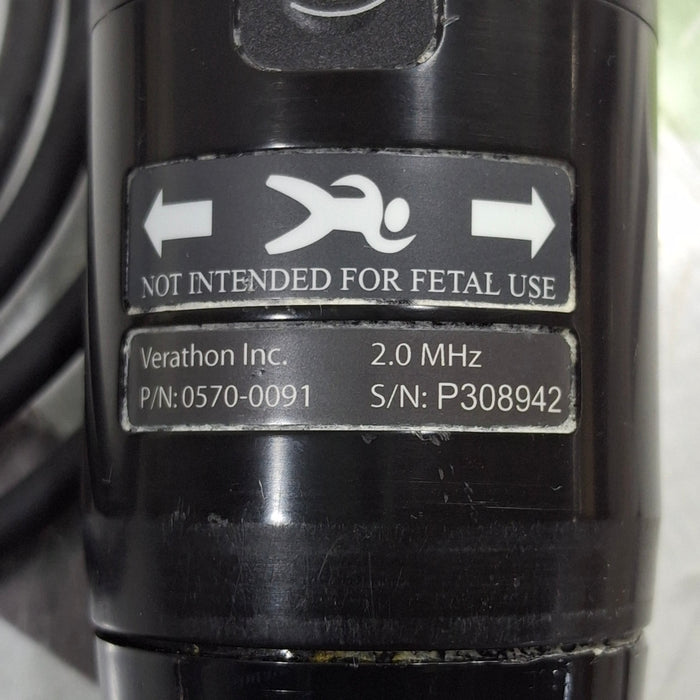 NOT INTENDED FOR FETAL USE
Verathon Inc. 2.0 MHz
P/N: 0570-0091 S/N: P308942